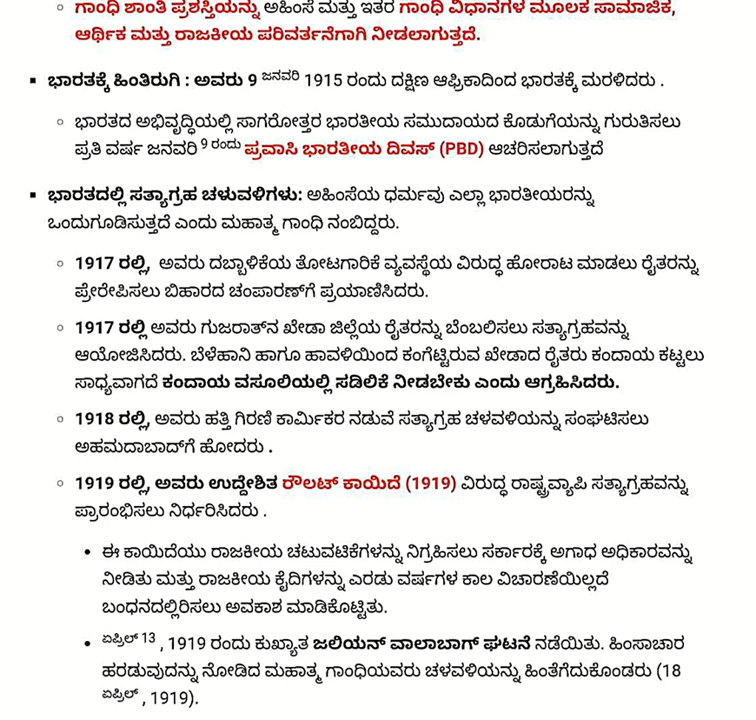 ಗಾಂಧಿ ಶಾಂತಿ ಪ್ರಶಸ್ತಿಯನ್ನು ಅಹಿಂಸೆ ಮತ್ತು ಇತರ ಗಾಂಧಿ ವಿಧಾನಗಳ ಮೂಲಕ ಸಾಮಾಜಿಕ,
ಆರ್ಥಿಕ ಮತ್ತು ರಾಜಕೀಯ ಪರಿವರ್ತನೆಗಾಗಿ ನೀಡಲಾಗುತ್ತದೆ.
ಭಾರತಕ್ಕೆ ಹಿಂತಿರುಗಿ : ಅವರು 9 ಜನವರಿ 1915 ರಂದು ದಕ್ಷಿಣ ಆಫ್ರಿಕಾದಿಂದ ಭಾರತಕ್ಕೆ ಮರಳಿದರು .
ಭಾರತದ ಅಭಿವೃದ್ಧಿಯಲ್ಲಿ ಸಾಗರೋತ್ತರ ಭಾರತೀಯ ಸಮುದಾಯದ ಕೊಡುಗೆಯನ್ನು ಗುರುತಿಸಲು
ಪ್ರತಿ ವರ್ಷ ಜನವರಿ 9 ರಂದು ಪ್ರವಾಸಿ ಭಾರತೀಯ ದಿವಸ್ (PBD) ಆಚರಿಸಲಾಗುತ್ತದೆ
ಭಾರತದಲ್ಲಿ ಸತ್ಯಾಗ್ರಹ ಚಳುವಳಿಗಳು: ಅಹಿಂಸೆಯ ಧರ್ಮವು ಎಲ್ಲಾ ಭಾರತೀಯರನ್ನು
ಒಂದುಗೂಡಿಸುತ್ತದೆ ಎಂದು ಮಹಾತ್ಮ ಗಾಂಧಿ ನಂಬಿದ್ದರು.
1917 ರಲ್ಲಿ, ಅವರು ದಬ್ಬಾಳಿಕೆಯ ತೋಟಗಾರಿಕೆ ವ್ಯವಸ್ಥೆಯ ವಿರುದ್ಧ ಹೋರಾಟ ಮಾಡಲು ರೈತರನ್ನು
ಪ್ರೇರೇಪಿಸಲು ಬಿಹಾರದ ಚಂಪಾರಣ್‌ಗೆ ಪ್ರಯಾಣಿಸಿದರು.
1917 ರಲ್ಲಿ ಅವರು ಗುಜರಾತ್‌ನ ಖೇಡಾ ಜಿಲ್ಲೆಯ ರೈತರನ್ನು ಬೆಂಬಲಿಸಲು ಸತ್ಯಾಗ್ರಹವನ್ನು
ಆಯೋಜಿಸಿದರು. ಬೆಳೆಹಾನಿ ಹಾಗೂ ಹಾವಳಿಯಿಂದ ಕಂಗೆಟ್ಟಿರುವ ಖೇಡಾದ ರೈತರು ಕಂದಾಯ ಕಟ್ಟಲು
ಸಾಧ್ಯವಾಗದೆ ಕಂದಾಯ ವಸೂಲಿಯಲ್ಲಿ ಸಡಿಲಿಕೆ ನೀಡಬೇಕು ಎಂದು ಆಗ್ರಹಿಸಿದರು.
1918 ರಲ್ಲಿ, ಅವರು ಹತ್ತಿ ಗಿರಣಿ ಕಾರ್ಮಿಕರ ನಡುವೆ ಸತ್ಯಾಗ್ರಹ ಚಳವಳಿಯನ್ನು ಸಂಘಟಿಸಲು
ಅಹಮದಾಬಾದ್‌ಗೆ ಹೋದರು .
1919 ರಲ್ಲಿ, ಅವರು ಉದ್ದೇಶಿತ ರೌಲಟ್ ಕಾಯಿದೆ (1919) ವಿರುದ್ಧ ರಾಷ್ಟ್ರವ್ಯಾಪಿ ಸತ್ಯಾಗ್ರಹವನ್ನು
ಪ್ರಾರಂಭಿಸಲು ನಿರ್ಧರಿಸಿದರು .
ಈ ಕಾಯಿದೆಯು ರಾಜಕೀಯ ಚಟುವಟಿಕೆಗಳನ್ನು ನಿಗ್ರಹಿಸಲು ಸರ್ಕಾರಕ್ಕೆ ಅಗಾಧ ಅಧಿಕಾರವನ್ನು
ನೀಡಿತು ಮತ್ತು ರಾಜಕೀಯ ಕೈದಿಗಳನ್ನು ಎರಡು ವರ್ಷಗಳ ಕಾಲ ವಿಚಾರಣೆಯಿಲ್ಲದೆ
ಬಂಧನದಲ್ಲಿರಿಸಲು ಅವಕಾಶ ಮಾಡಿಕೊಟ್ಟಿತು.
ಏಪ್ರಿಲ್ 13 , 1919 ರಂದು ಕುಖ್ಯಾತ ಜಲಿಯನ್ ವಾಲಾಬಾಗ್ ಘಟನೆ ನಡೆಯಿತು. ಹಿಂಸಾಚಾರ
ಹರಡುವುದನ್ನು ನೋಡಿದ ಮಹಾತ್ಮ ಗಾಂಧಿಯವರು ಚಳವಳಿಯನ್ನು ಹಿಂತೆಗೆದುಕೊಂಡರು (18
ಏಪ್ರಿಲ್ , 1919).